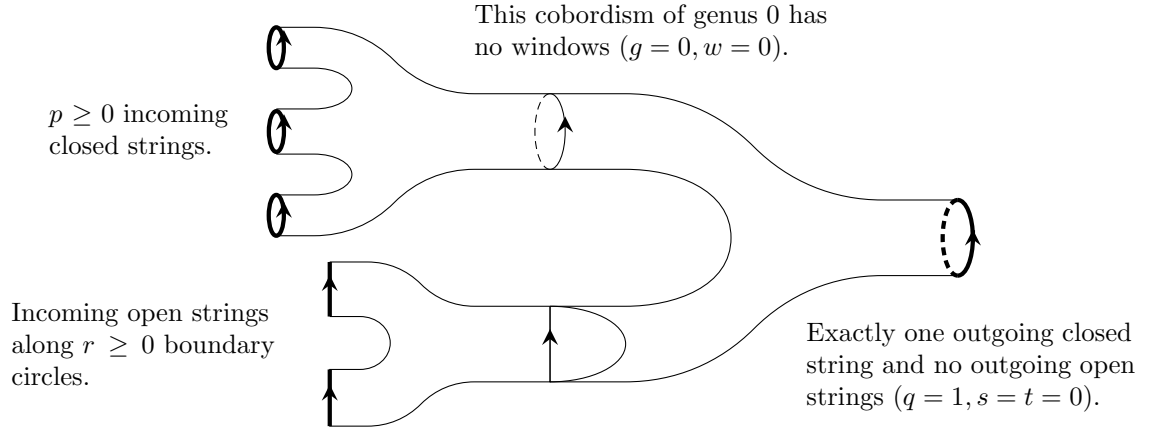 This cobordism of genus 0 has
no windows (g = 0, w = 0).
p ≥ 0 incoming
closed strings.
Incoming open strings
along r ≥ 0 boundary
circles.
Exactly one outgoing closed
string and no outgoing open
strings (q = 1, s = t = 0).